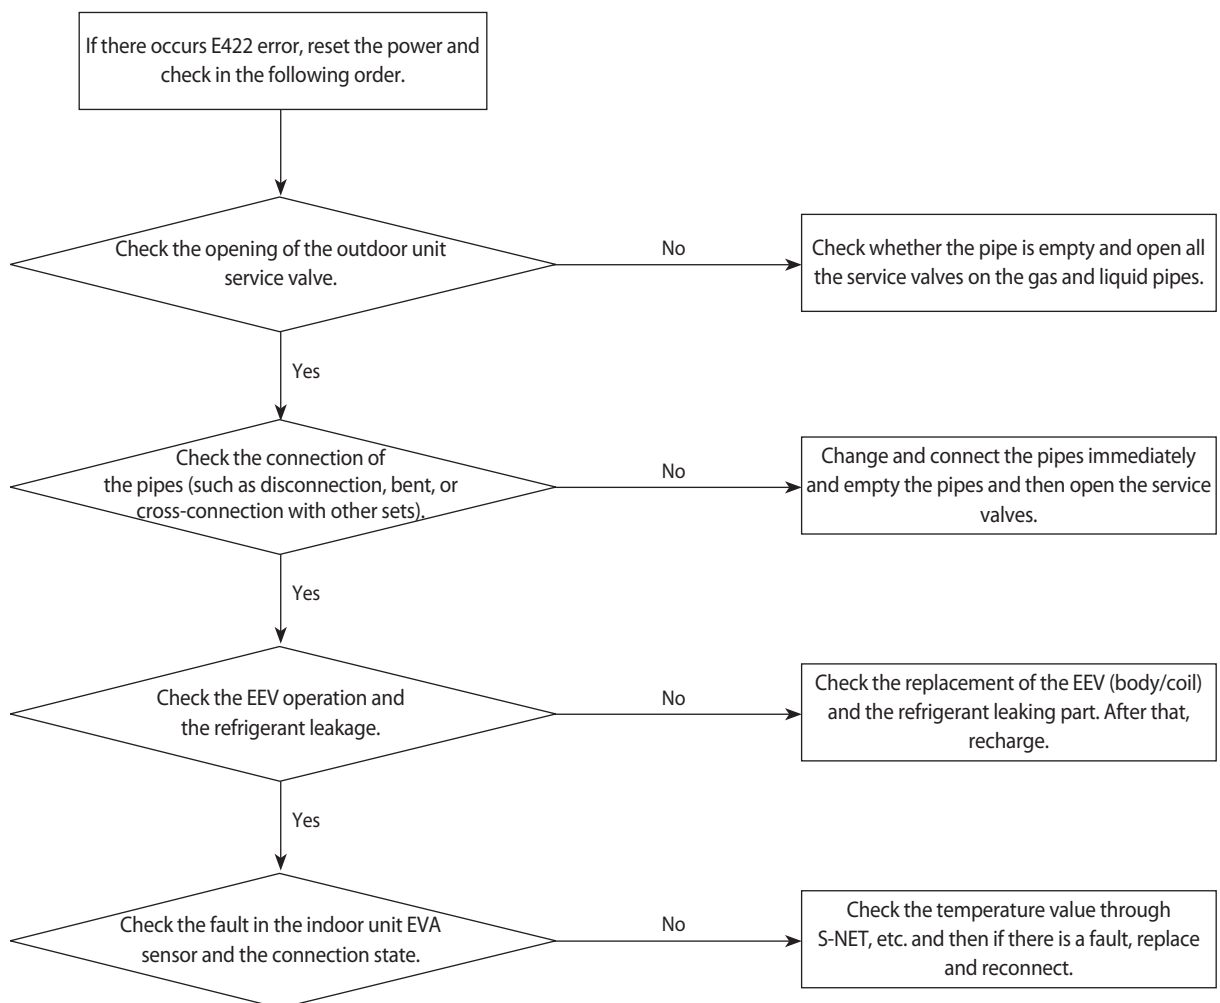 If there occurs E422 error, reset the power and
check in the following order.
Check the opening of the outdoor unit
service valve.
No
Check whether the pipe is empty and open all
the service valves on the gas and liquid pipes.
Yes
Check the connection of
the pipes (such as disconnection, bent, or
cross-connection with other sets).
No
Change and connect the pipes immediately
and empty the pipes and then open the service
valves.
Yes
Check the EEV operation and
the refrigerant leakage.
No
Check the replacement of the EEV (body/coil)
and the refrigerant leaking part. After that,
recharge.
Yes
Check the fault in the indoor unit EVA
sensor and the connection state.
No
Check the temperature value through
S-NET, etc. and then if there is a fault, replace
and reconnect.